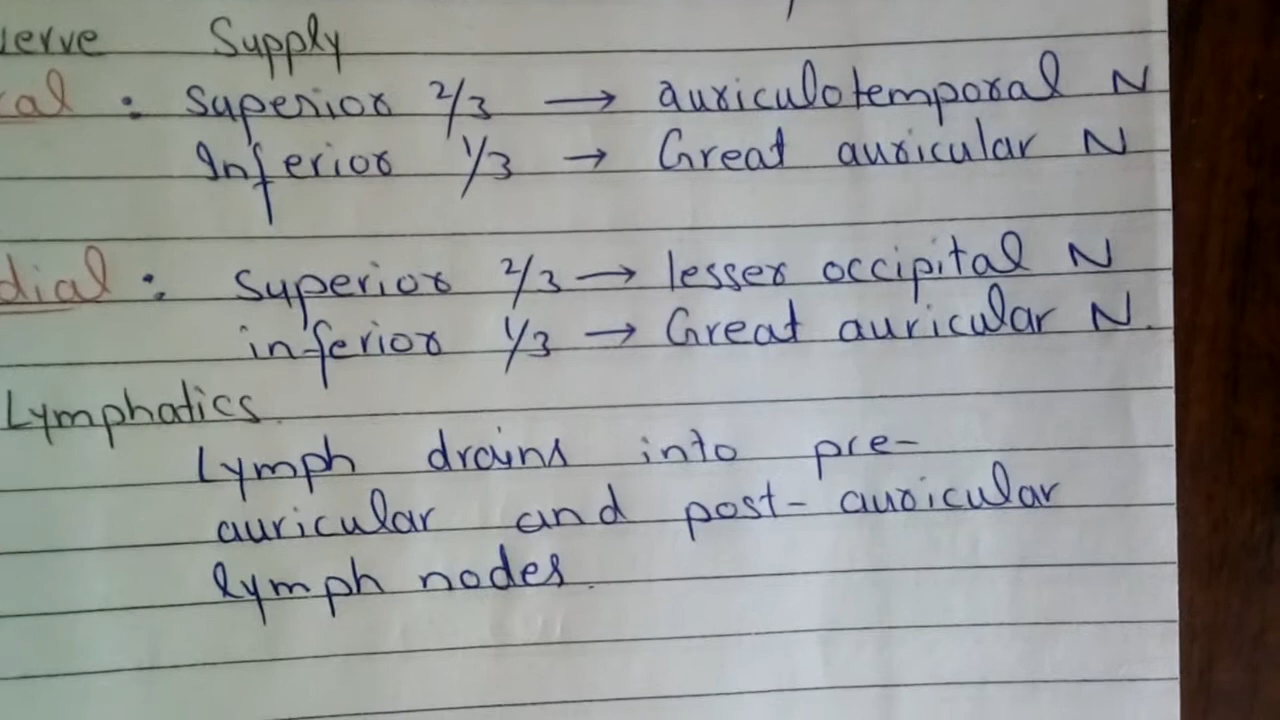 Nerve Supply
ral : Superior 2/3 → auriculotemporal N
Inferior 1/3 → Great auricular N
dial : Superior 2/3 → lesser occipital N
inferior 1/3 → Great auricular N.
Lymphatics
Lymph drains into pre-
auricular and post-auricular
lymph nodes.